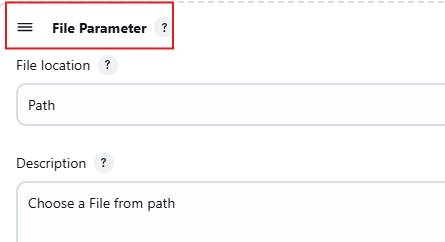 File Parameter ?
File location ?
Path
Description ?
Choose a File from path